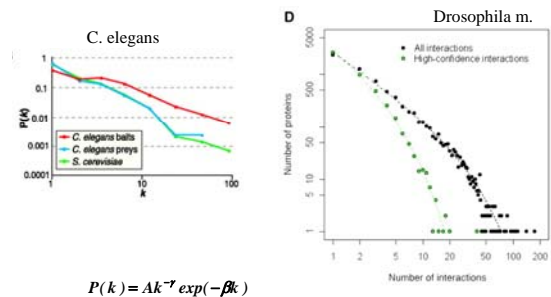 C. elegans
P(k)
1
0.1
0.01
0.001
0.0001
C. elegans baits
C. elegans preys
S. cerevisiae
1 10 100
k
P(k) = Ak^-γ exp(-βk)
D Drosophila m.
Number of proteins
5000
500
50
10
5
1
All interactions
High-confidence interactions
1 2 5 10 20 50 100 200
Number of interactions